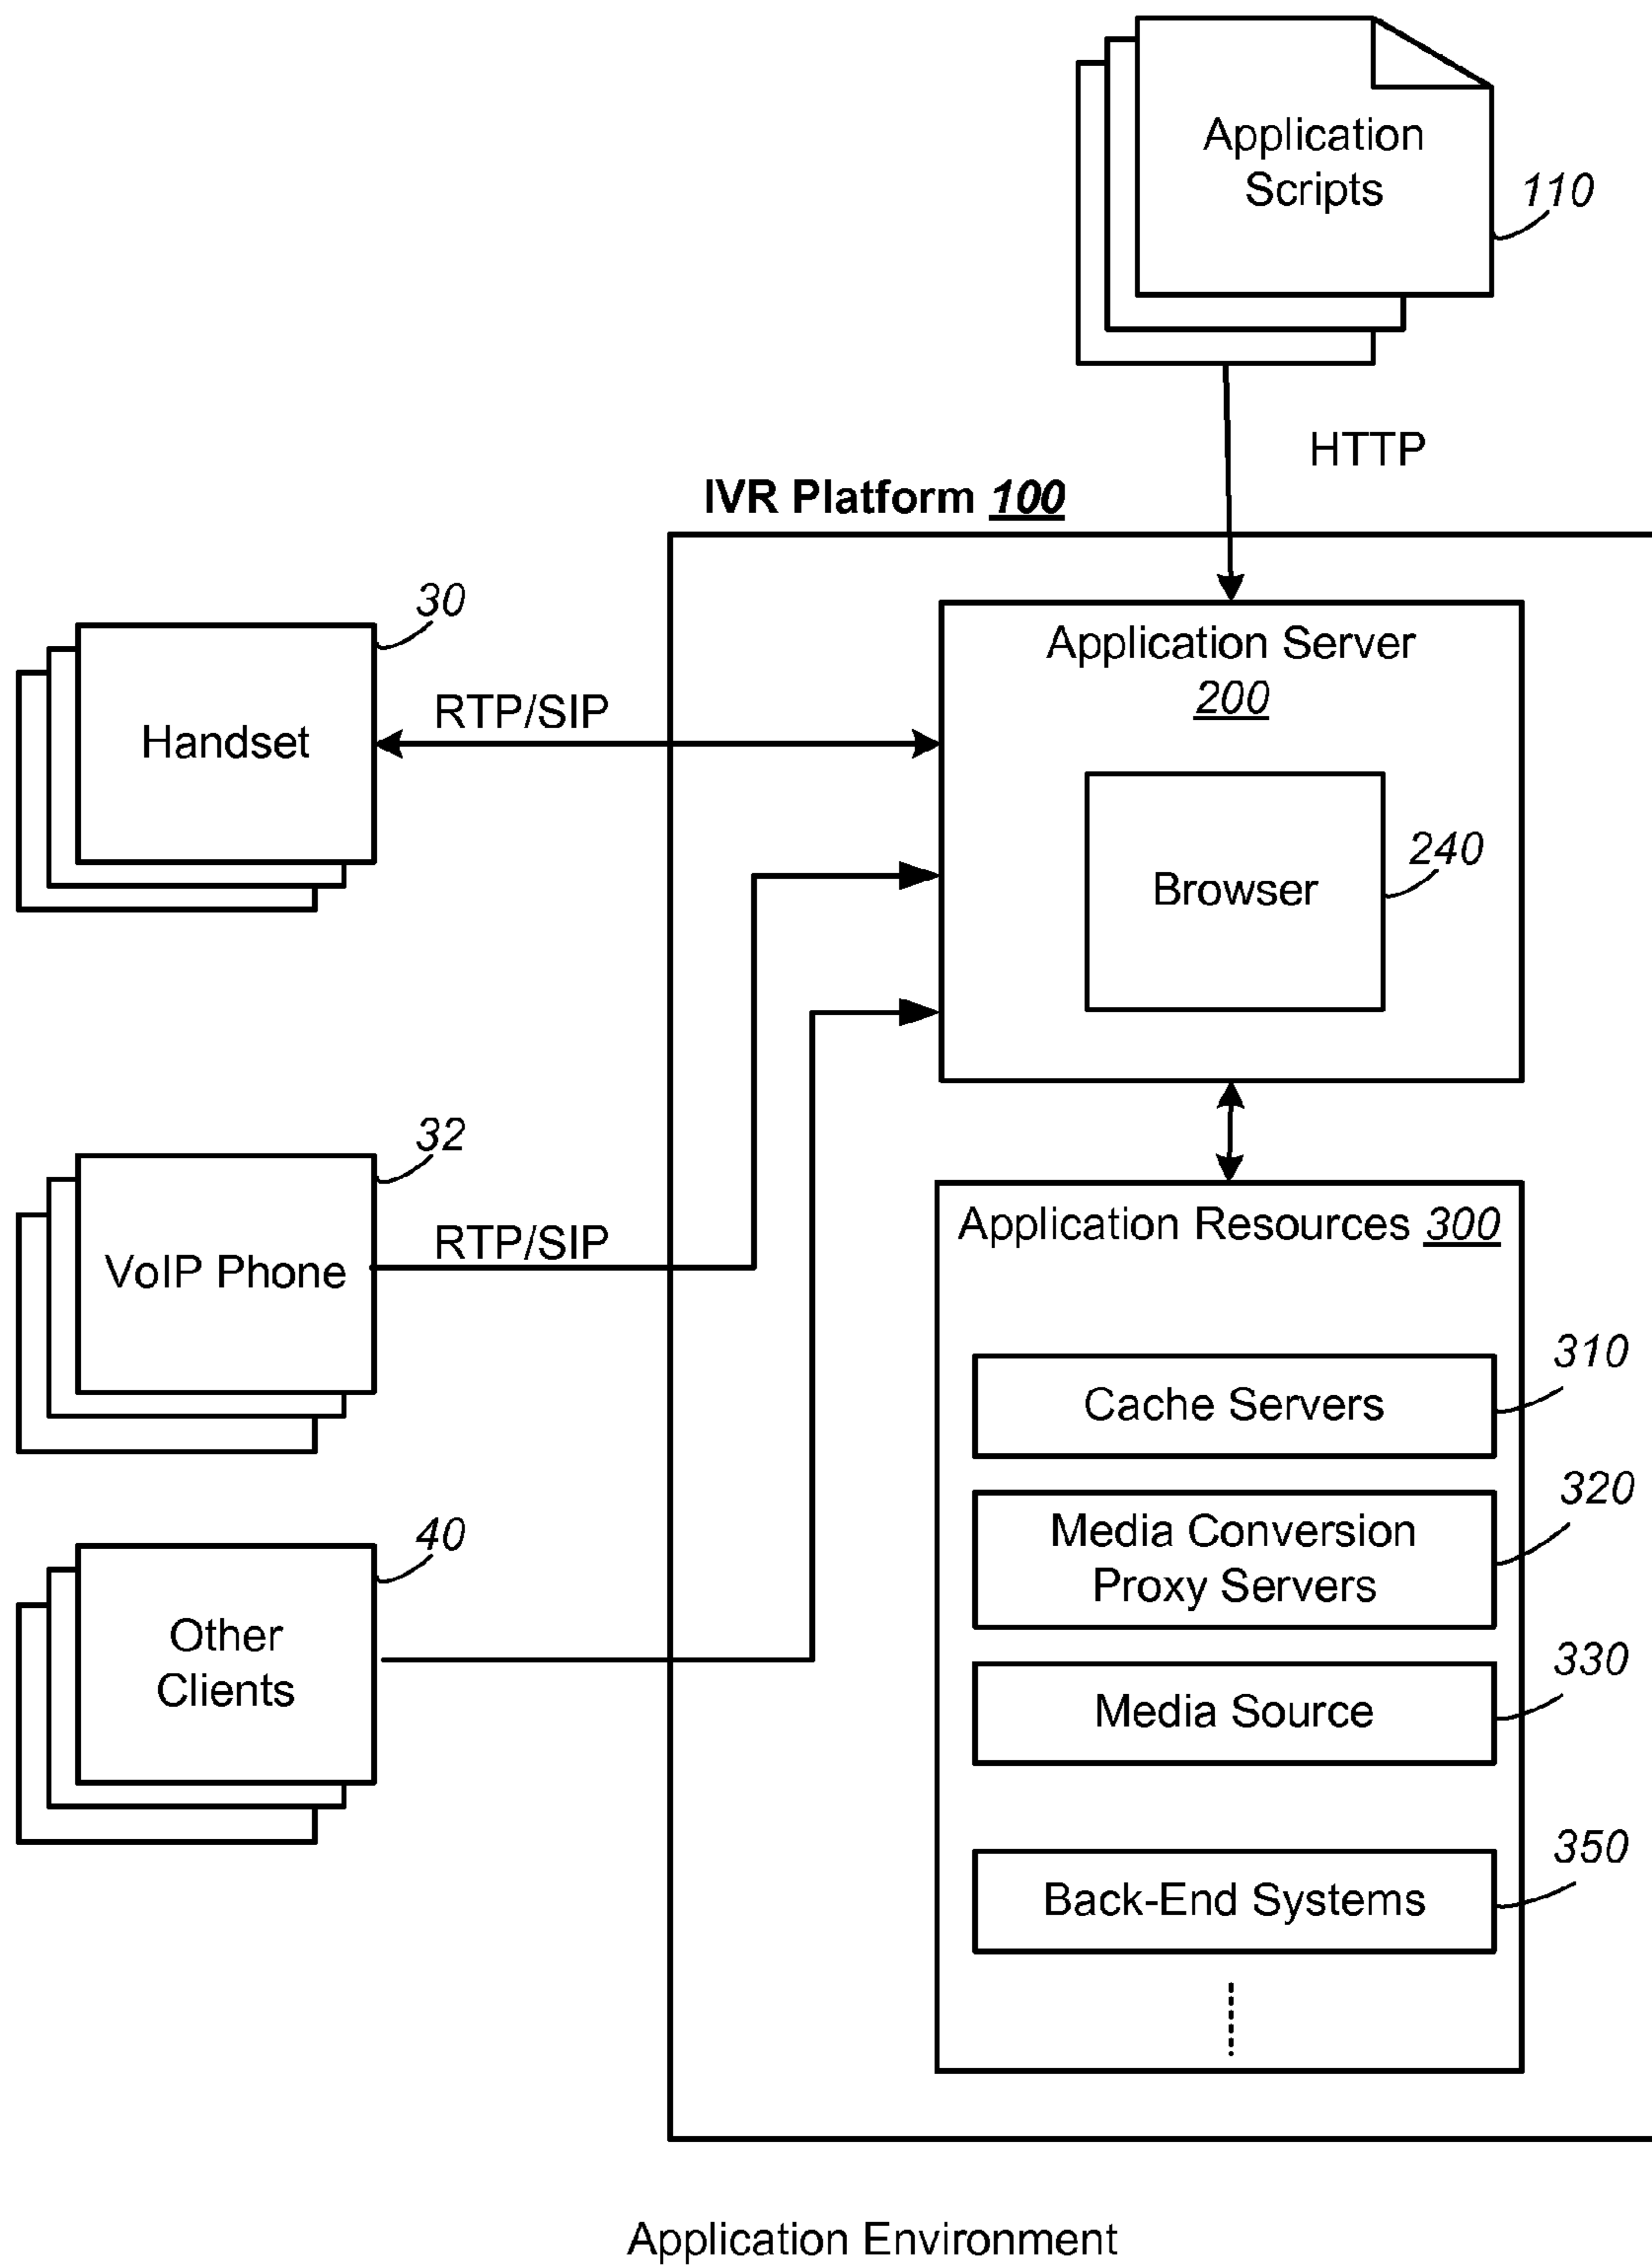 Application
Scripts
110
HTTP
IVR Platform 100
30
Handset
RTP/SIP
Application Server
200
240
Browser
32
VoIP Phone
RTP/SIP
Application Resources 300
310
Cache Servers
320
Media Conversion
Proxy Servers
40
Other
Clients
330
Media Source
350
Back-End Systems
Application Environment